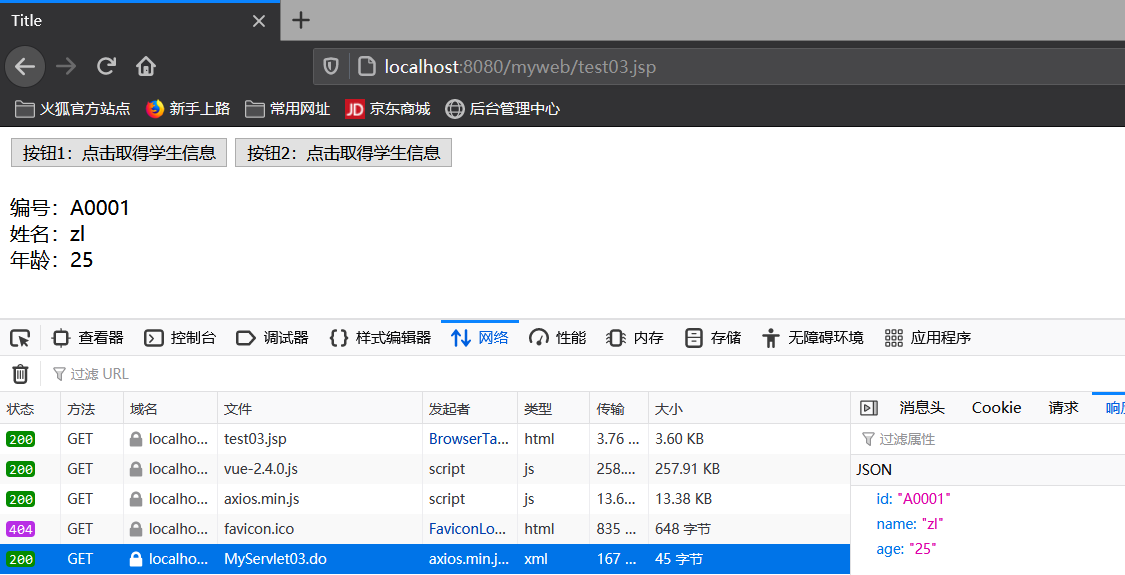 Title
localhost:8080/myweb/test03.jsp
火狐官方站点 新手上路 常用网址 JD 京东商城 后台管理中心
按钮1：点击取得学生信息 按钮2：点击取得学生信息
编号：A0001
姓名：zl
年龄：25
查看器 控制台 调试器 样式编辑器 网络 性能 内存 存储 无障碍环境 应用程序
过滤 URL
状态 方法 域名 文件 发起者 类型 传输 大小 消息头 Cookie 请求
200 GET localho... test03.jsp BrowserTa... html 3.76 ... 3.60 KB 过滤属性
200 GET localho... vue-2.4.0.js script js 258.... 257.91 KB JSON
200 GET localho... axios.min.js script js 13.6... 13.38 KB id: "A0001"
404 GET localho... favicon.ico FaviconLo... html 835 ... 648 字节 name: "zl"
200 GET localho... MyServlet03.do axios.min.j... xml 167 ... 45 字节 age: "25"